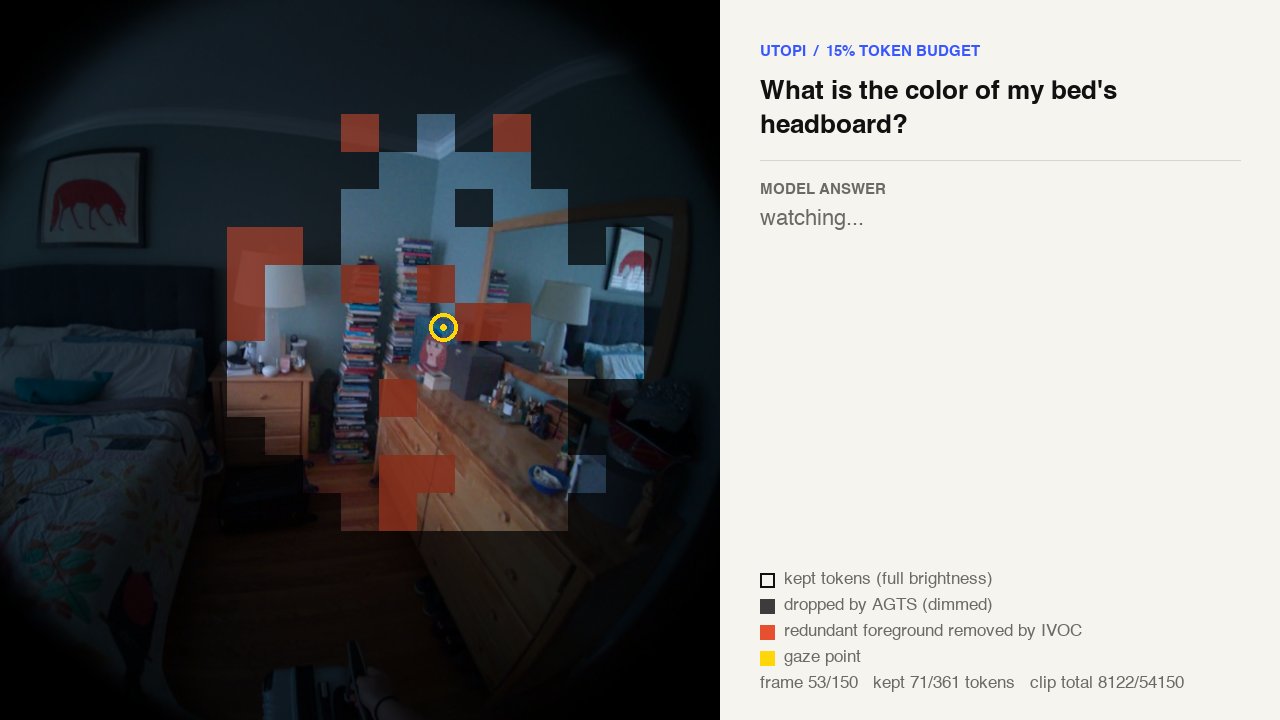 UTOPI / 15% TOKEN BUDGET
What is the color of my bed's
headboard?
MODEL ANSWER
watching...
kept tokens (full brightness)
dropped by AGTS (dimmed)
redundant foreground removed by IVOC
gaze point
frame 53/150 kept 71/361 tokens clip total 8122/54150